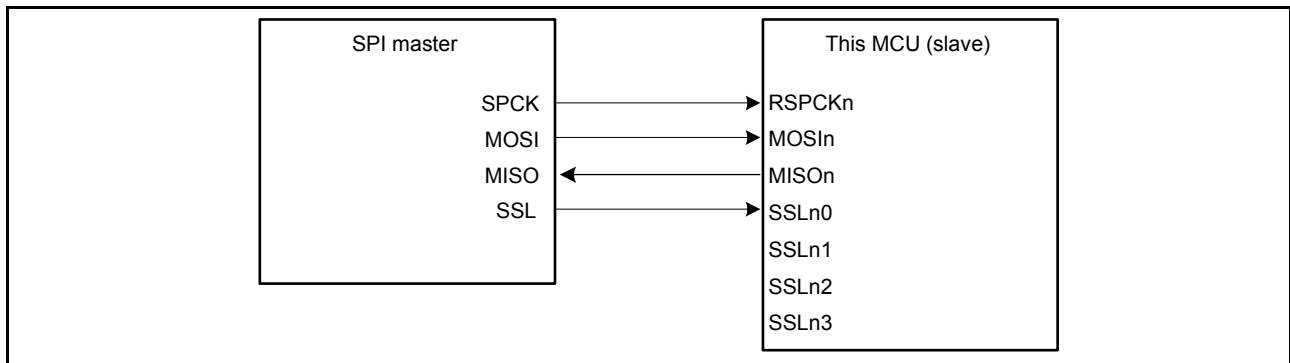 SPI master
SPCK
MOSI
MISO
SSL
This MCU (slave)
RSPCKn
MOSIn
MISOn
SSLn0
SSLn1
SSLn2
SSLn3